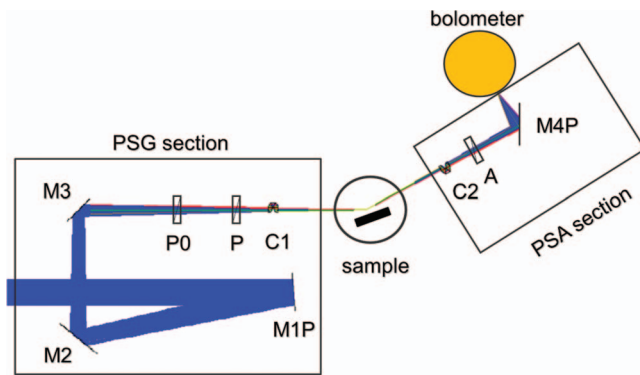 bolometer
PSG section
M3
M4P
C2
A
P0
P
C1
PSA section
sample
M1P
M2